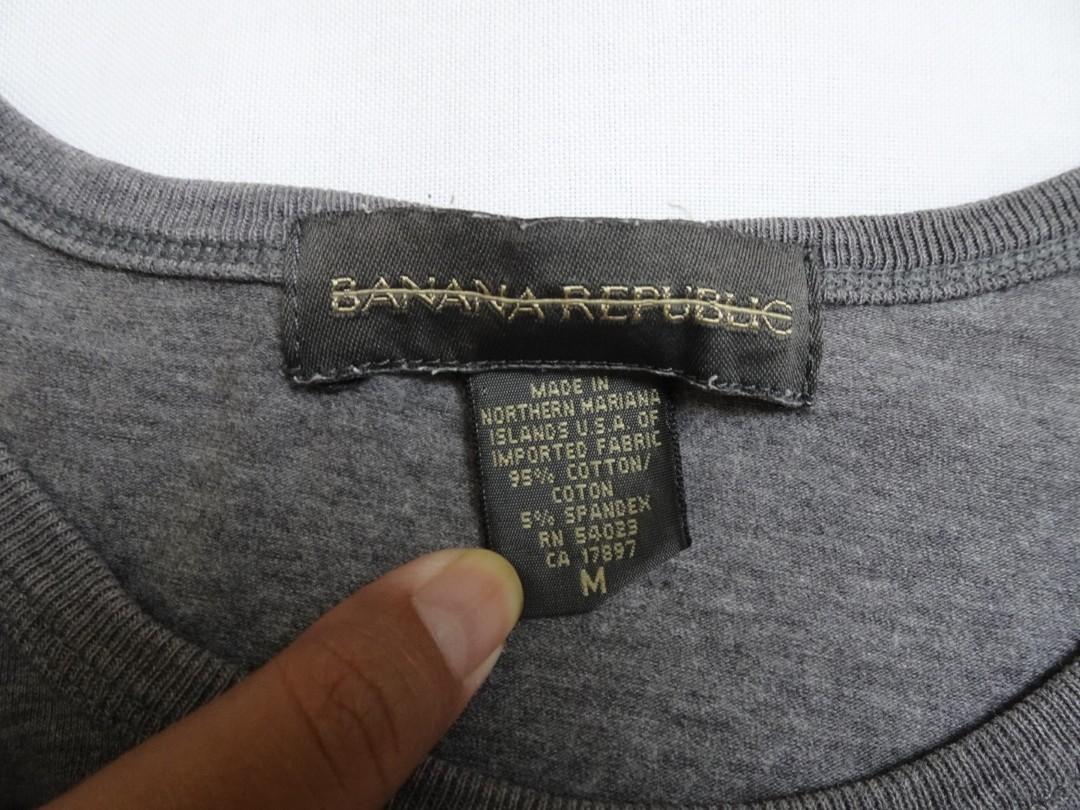 BANANA REPUBLIC
MADE IN
NORTHERN MARIANA
ISLANDS U.S.A. OF
IMPORTED FABRIC
95% COTTON/
COTON
5% SPANDEX
RN 54023
CA 17897
M